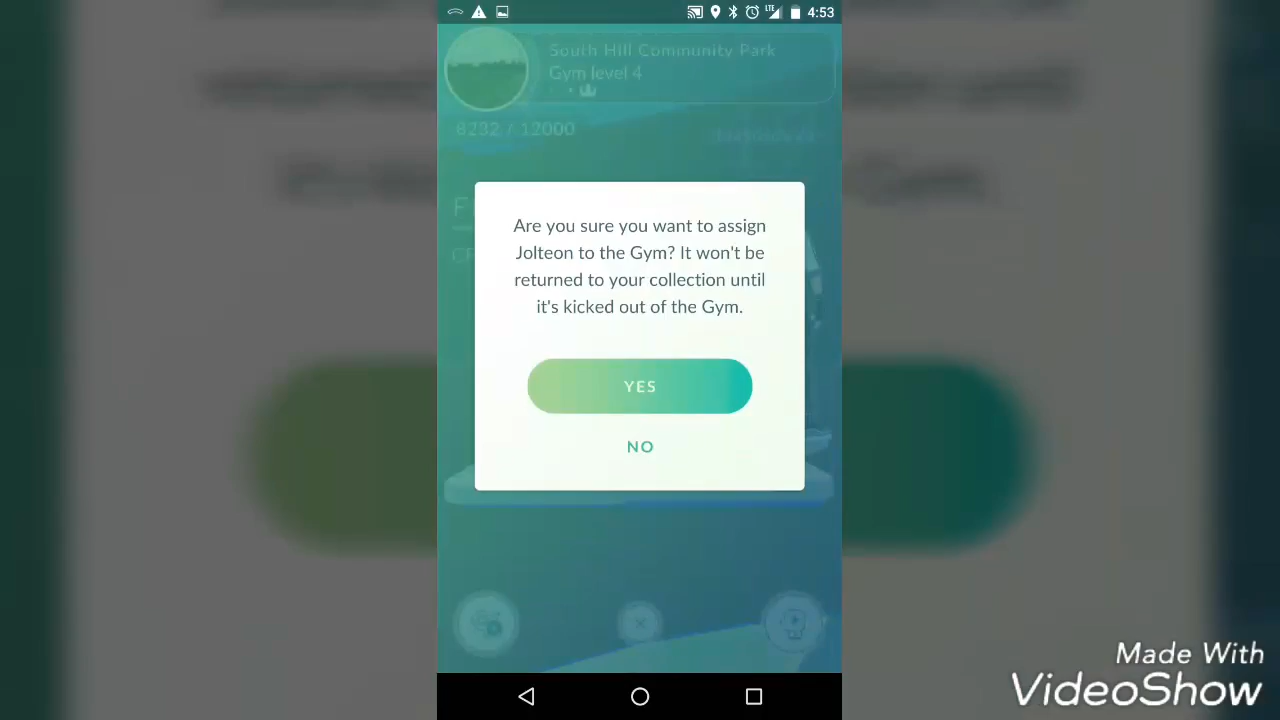 LTE 4:53
South Hill Community Park
Gym level 4
8232 / 12000
Are you sure you want to assign
Jolteon to the Gym? It won't be
returned to your collection until
it's kicked out of the Gym.
YES
NO
Made With
VideoShow